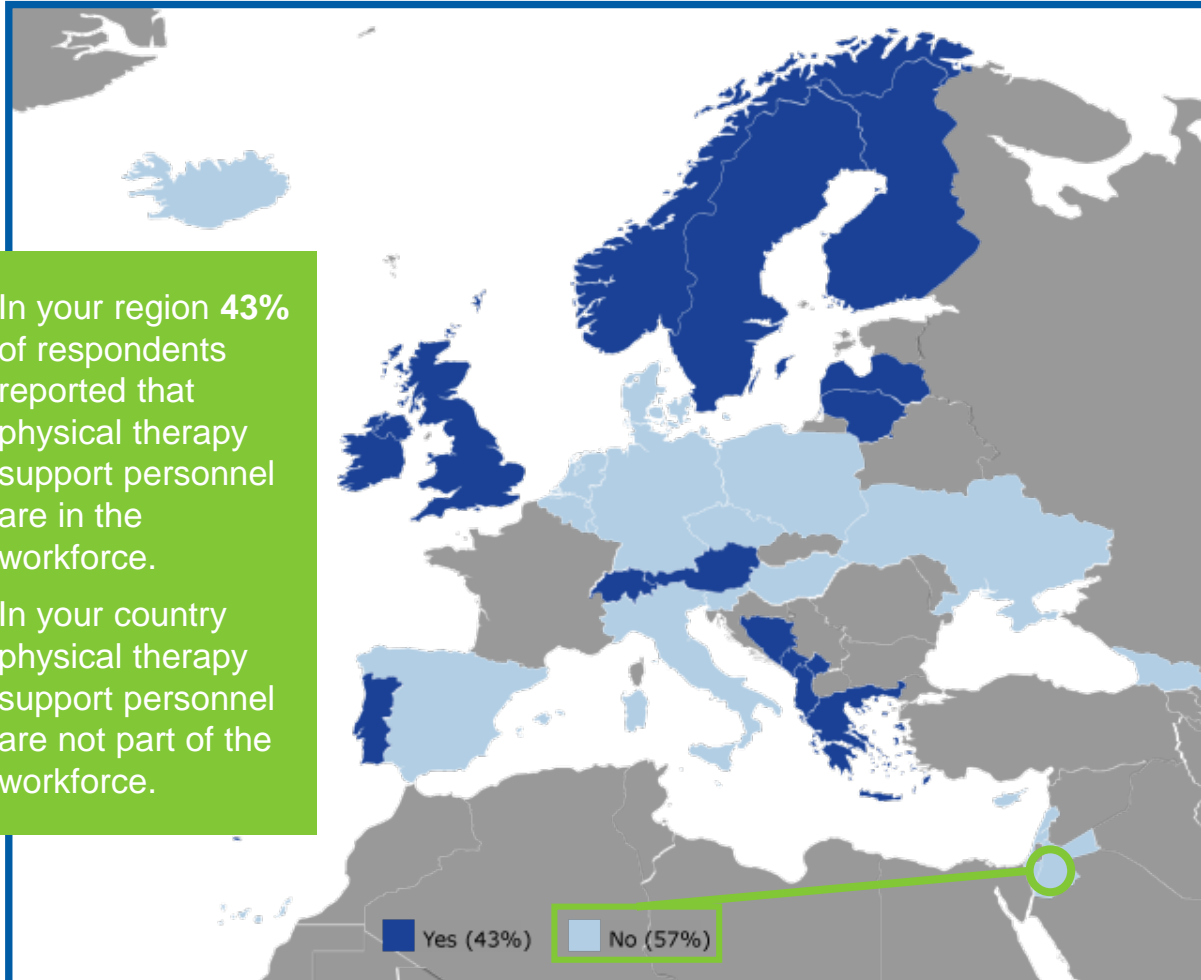 In your region 43%
of respondents
reported that
physical therapy
support personnel
are in the
workforce.
In your country
physical therapy
support personnel
are not part of the
workforce.
Yes (43%)
No (57%)